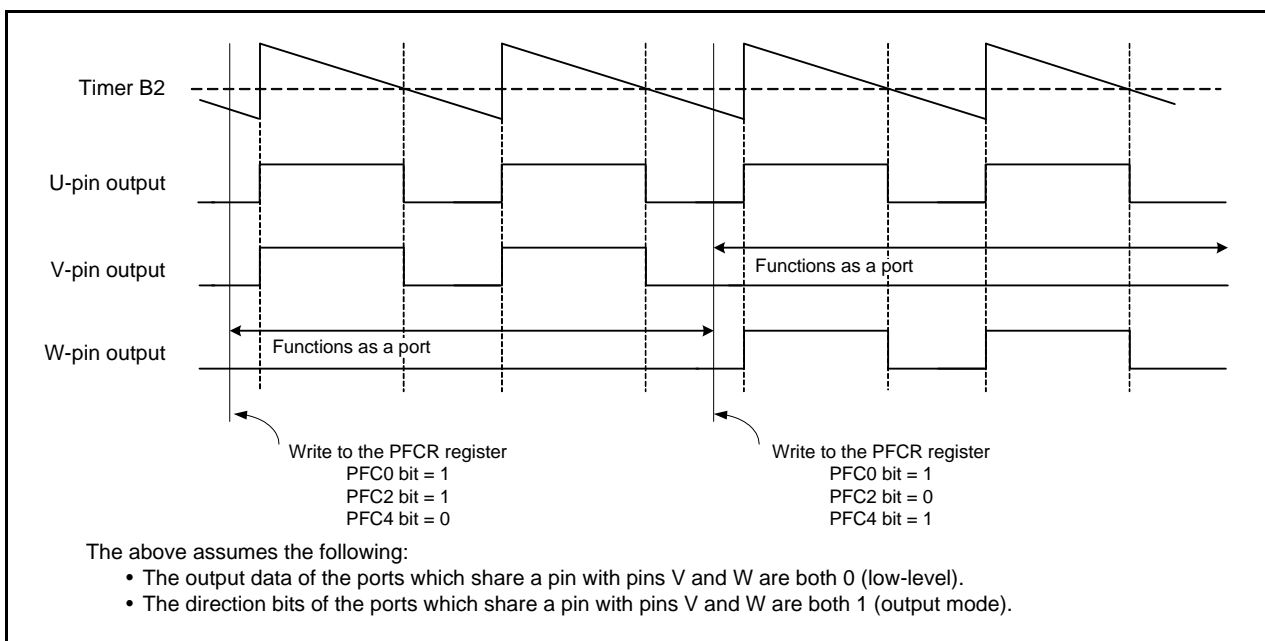 Timer B2
U-pin output
V-pin output
Functions as a port
W-pin output
Functions as a port
Write to the PFCR register
PFC0 bit = 1
PFC2 bit = 1
PFC4 bit = 0
Write to the PFCR register
PFC0 bit = 1
PFC2 bit = 0
PFC4 bit = 1
The above assumes the following:
• The output data of the ports which share a pin with pins V and W are both 0 (low-level).
• The direction bits of the ports which share a pin with pins V and W are both 1 (output mode).